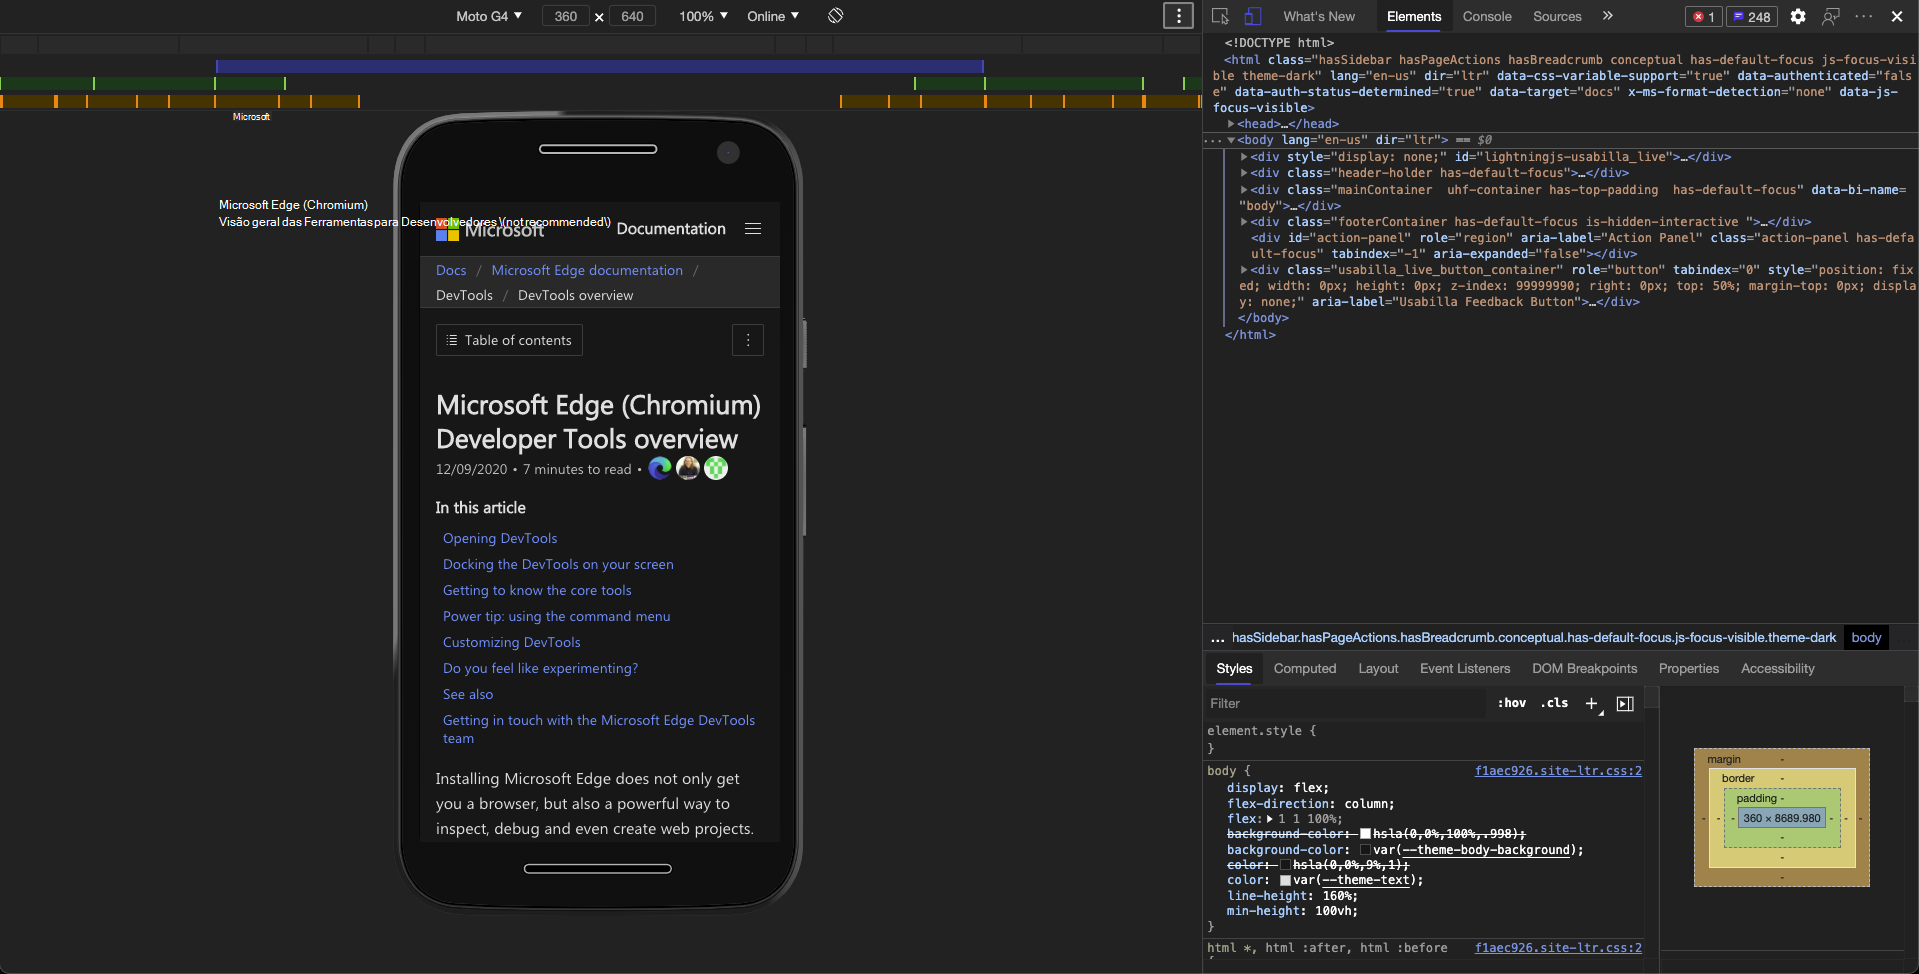 Moto G4 ▼ 360 × 640 100% ▼ Online ▼
What's New Elements Console Sources » 1 248
Microsoft
Microsoft Edge (Chromium)
Visão geral das Ferramentas para Desenvolvedores \(not recommended\)
Microsoft Documentation
Docs / Microsoft Edge documentation /
DevTools / DevTools overview
Table of contents
Microsoft Edge (Chromium)
Developer Tools overview
12/09/2020 • 7 minutes to read •
In this article
Opening DevTools
Docking the DevTools on your screen
Getting to know the core tools
Power tip: using the command menu
Customizing DevTools
Do you feel like experimenting?
See also
Getting in touch with the Microsoft Edge DevTools
team
Installing Microsoft Edge does not only get
you a browser, but also a powerful way to
inspect, debug and even create web projects.
<!DOCTYPE html>
<html class="hasSidebar hasPageActions hasBreadcrumb conceptual has-default-focus js-focus-visi
ble theme-dark" lang="en-us" dir="ltr" data-css-variable-support="true" data-authenticated="fals
e" data-auth-status-determined="true" data-target="docs" x-ms-format-detection="none" data-js-
focus-visible>
<head>…</head>
<body lang="en-us" dir="ltr"> == $0
<div style="display: none;" id="lightningjs-usabilla_live">…</div>
<div class="header-holder has-default-focus">…</div>
<div class="mainContainer  uhf-container has-top-padding  has-default-focus" data-bi-name=
"body">…</div>
<div class="footerContainer has-default-focus is-hidden-interactive ">…</div>
<div id="action-panel" role="region" aria-label="Action Panel" class="action-panel has-defa
ult-focus" tabindex="-1" aria-expanded="false"></div>
<div class="usabilla_live_button_container" role="button" tabindex="0" style="position: fix
ed; width: 0px; height: 0px; z-index: 99999990; right: 0px; top: 50%; margin-top: 0px; displa
y: none;" aria-label="Usabilla Feedback Button">…</div>
</body>
</html>
… hasSidebar.hasPageActions.hasBreadcrumb.conceptual.has-default-focus.js-focus-visible.theme-dark body
Styles Computed Layout Event Listeners DOM Breakpoints Properties Accessibility
Filter :hov .cls +
element.style {
}
body { f1aec926.site-ltr.css:2
display: flex;
flex-direction: column;
flex: 1 1 100%;
background-color: hsla(0,0%,100%,.998);
background-color: var(--theme-body-background);
color: hsla(0,0%,9%,1);
color: var(--theme-text);
line-height: 160%;
min-height: 100vh;
}
html *, html :after, html :before f1aec926.site-ltr.css:2
{
margin -
border -
padding -
- - - 360 × 8689.980 - - -
-
-
-